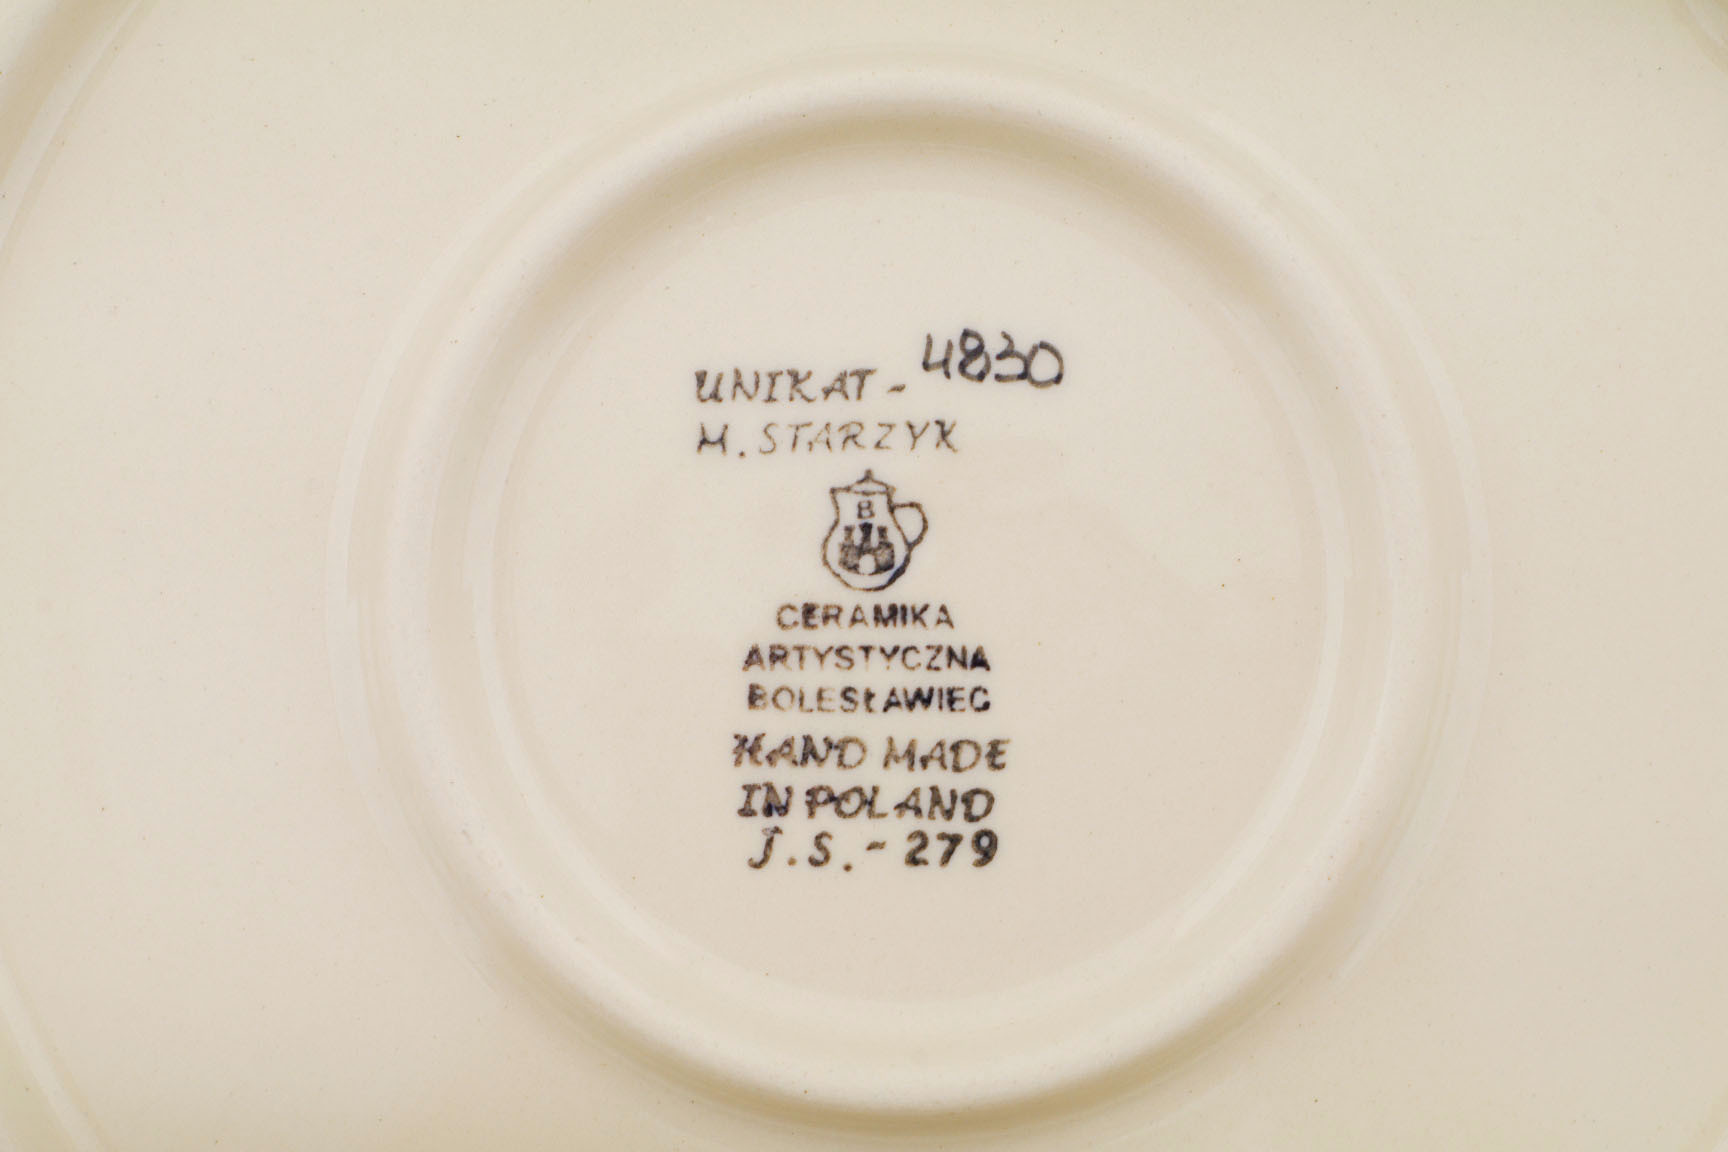 UNIKAT - 4830
M. STARZYK
B
CERAMIKA
ARTYSTYCZNA
BOLESŁAWIEC
HAND MADE
IN POLAND
J.S. - 279